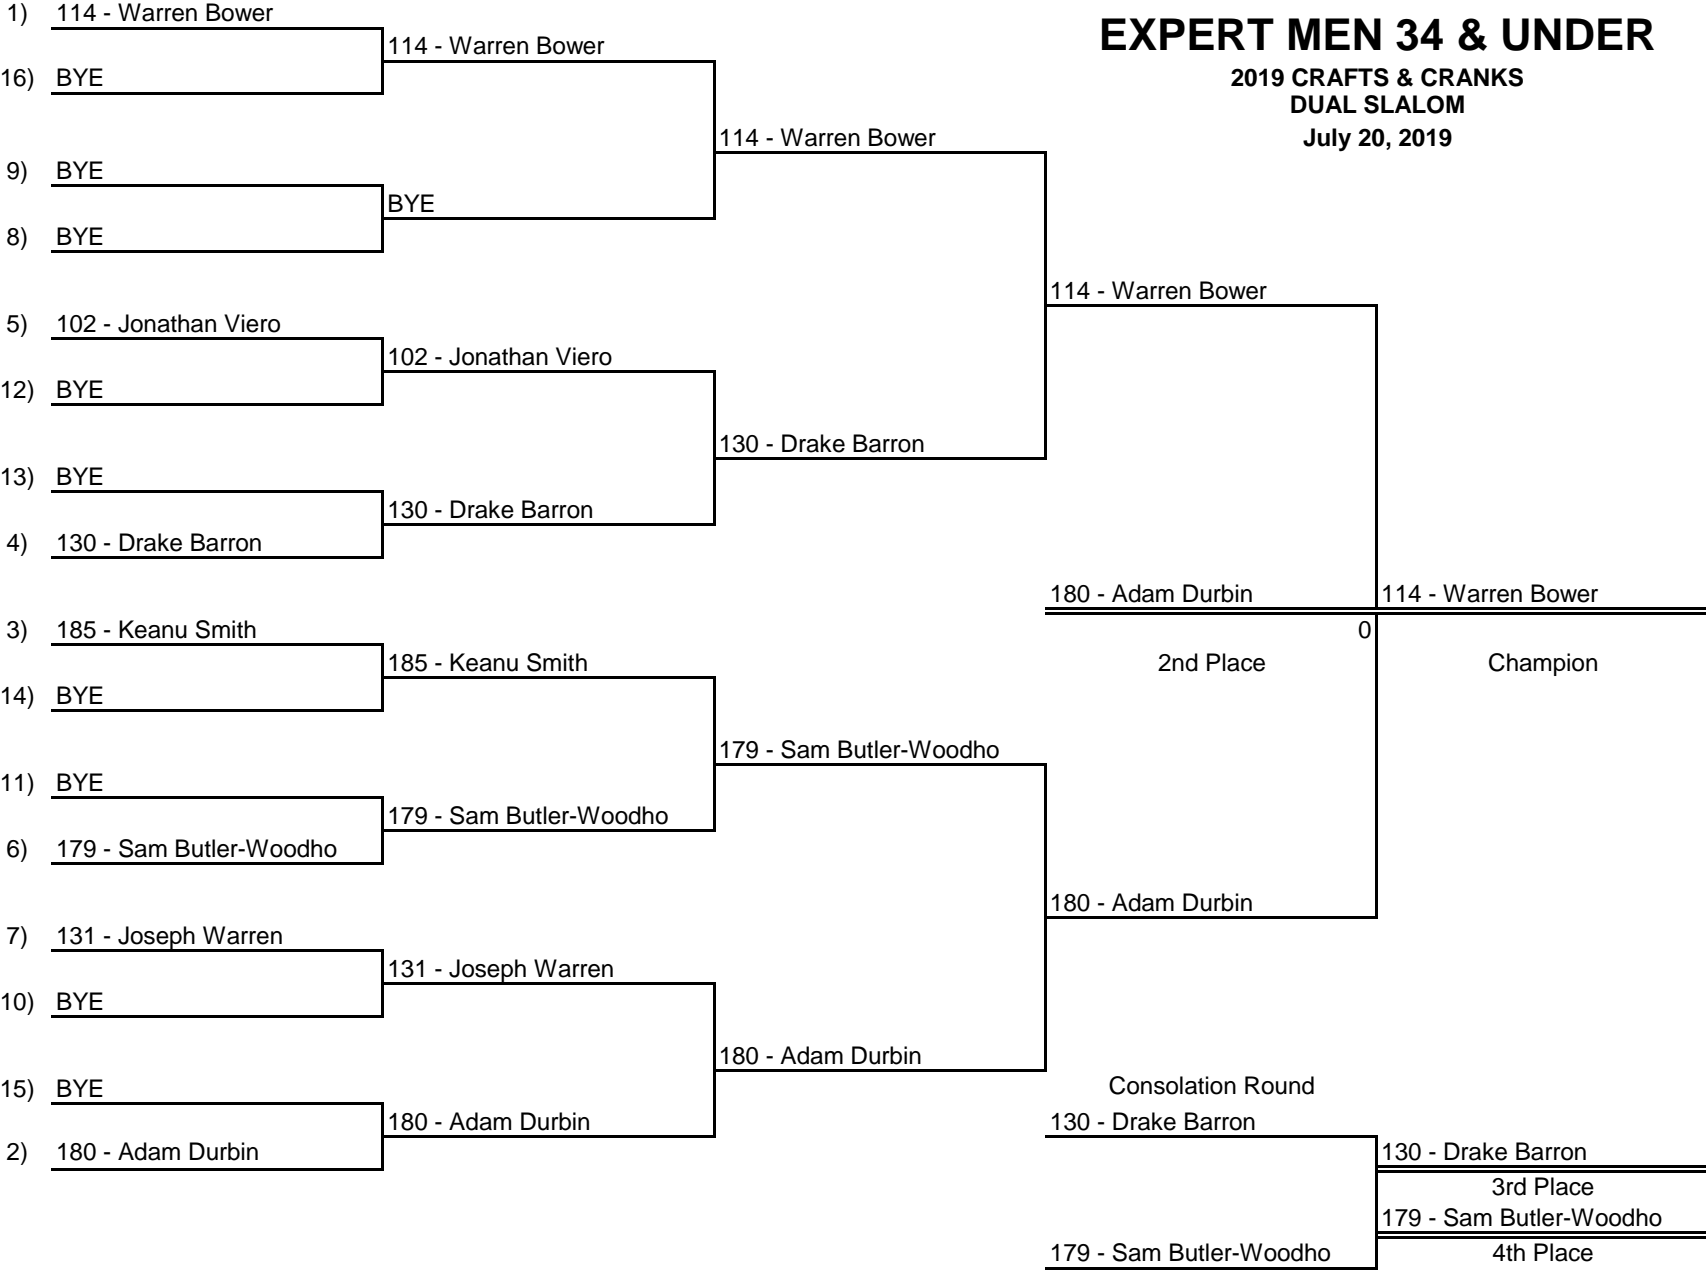 EXPERT MEN 34 & UNDER
2019 CRAFTS & CRANKS
DUAL SLALOM
July 20, 2019
1) 114 - Warren Bower
16) BYE
9) BYE
8) BYE
5) 102 - Jonathan Viero
12) BYE
13) BYE
4) 130 - Drake Barron
3) 185 - Keanu Smith
14) BYE
11) BYE
6) 179 - Sam Butler-Woodho
7) 131 - Joseph Warren
10) BYE
15) BYE
2) 180 - Adam Durbin
114 - Warren Bower
BYE
102 - Jonathan Viero
130 - Drake Barron
185 - Keanu Smith
179 - Sam Butler-Woodho
131 - Joseph Warren
180 - Adam Durbin
114 - Warren Bower
130 - Drake Barron
179 - Sam Butler-Woodho
180 - Adam Durbin
114 - Warren Bower
180 - Adam Durbin
180 - Adam Durbin
0
2nd Place
114 - Warren Bower
Champion
Consolation Round
130 - Drake Barron
179 - Sam Butler-Woodho
130 - Drake Barron
3rd Place
179 - Sam Butler-Woodho
4th Place